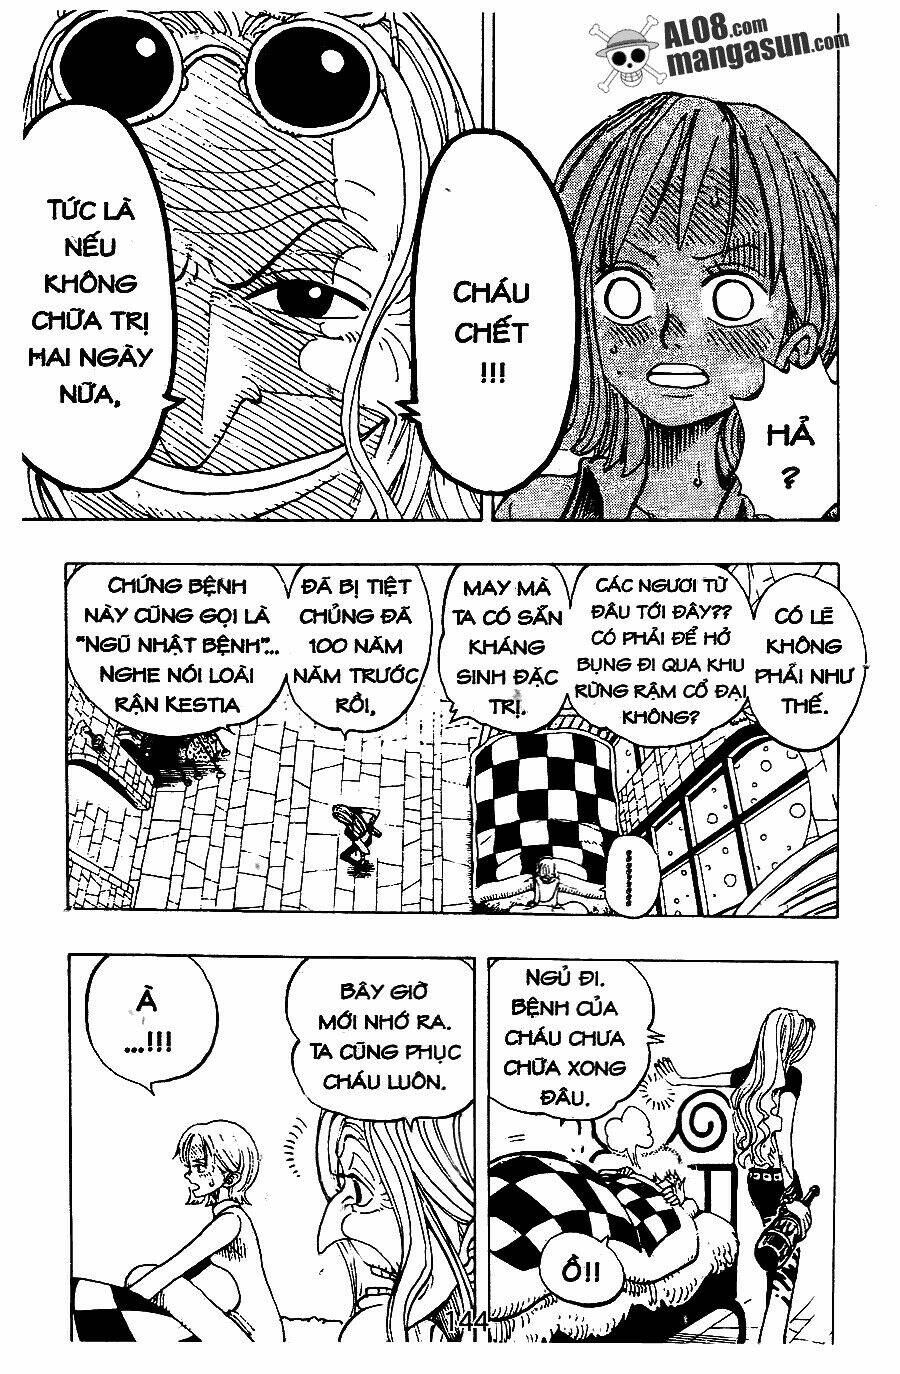 ALO8.com
mangasun.com
HẢ
?
CHÁU
CHẾT
!!!
TỨC LÀ
NẾU
KHÔNG
CHỮA TRỊ
HAI NGÀY
NỮA,
CÓ LẼ
KHÔNG
PHẢI NHƯ
THẾ.
CÁC NGƯƠI TỪ
ĐÂU TỚI ĐÂY??
CÓ PHẢI ĐỂ HỞ
BỤNG ĐI QUA KHU
RỪNG RẬM CỔ ĐẠI
KHÔNG?
MAY MÀ
TA CÓ SẴN
KHÁNG
SINH ĐẶC
TRỊ.
ĐÃ BỊ TIỆT
CHỦNG ĐÃ
100 NĂM
NĂM TRƯỚC
RỒI,
CHỨNG BỆNH
NÀY CŨNG GỌI LÀ
"NGŨ NHẬT BỆNH"...
NGHE NÓI LOÀI
RẬN KESTIA
.........
NGỦ ĐI.
BỆNH CỦA
CHÁU CHƯA
CHỮA XONG
ĐÂU.
Ồ!!
BÂY GIỜ
MỚI NHỚ RA.
TA CŨNG PHỤC
CHÁU LUÔN.
À
...!!!
144